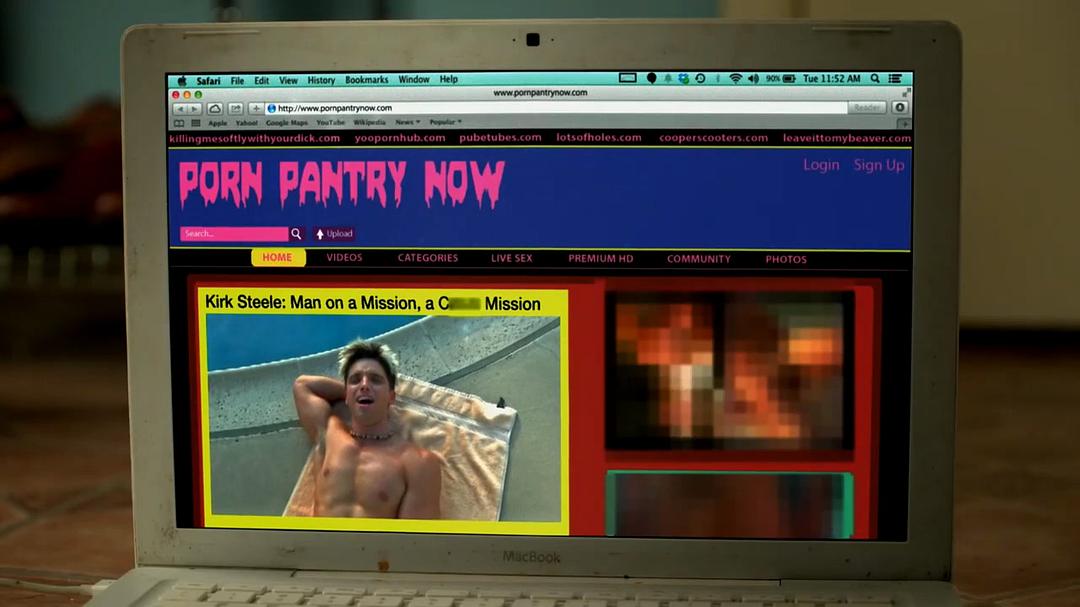 Safari File Edit View History Bookmarks Window Help 90% Tue 11:52 AM
www.pornpantrynow.com
http://www.pornpantrynow.com Reader
Apple Yahoo! Google Maps YouTube Wikipedia News Popular
killingmesoftlywithyourdick.com yoopornhub.com pubetubes.com lotsofholes.com cooperscooters.com leaveittomybeaver.com
Login Sign Up
PORN PANTRY NOW
Search... Upload
HOME VIDEOS CATEGORIES LIVE SEX PREMIUM HD COMMUNITY PHOTOS
Kirk Steele: Man on a Mission, a C Mission
MacBook